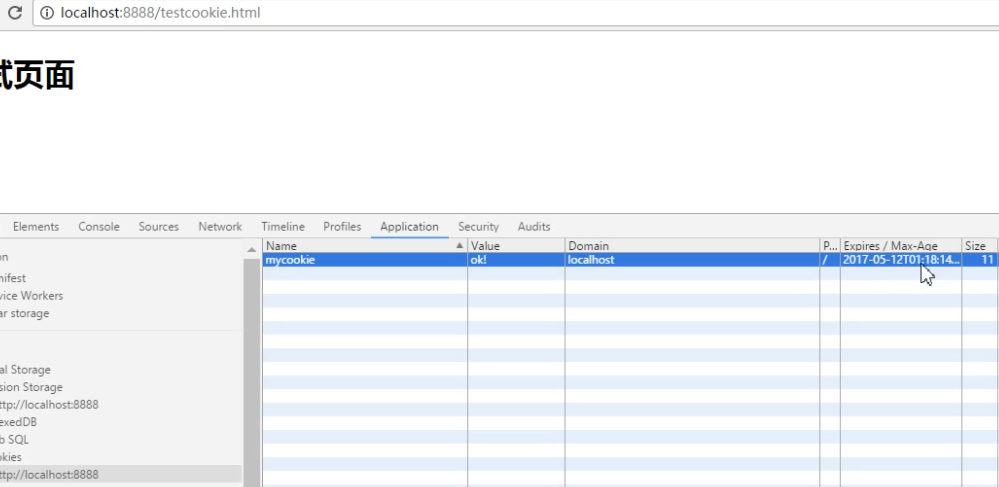 localhost:8888/testcookie.html
式页面
Elements Console Sources Network Timeline Profiles Application Security Audits
Name Value Domain P... Expires / Max-Age Size
mycookie ok! localhost / 2017-05-12T01:18:14... 11
on
nifest
vice Workers
ar storage
al Storage
sion Storage
ttp://localhost:8888
exedDB
b SQL
okies
ttp://localhost:8888